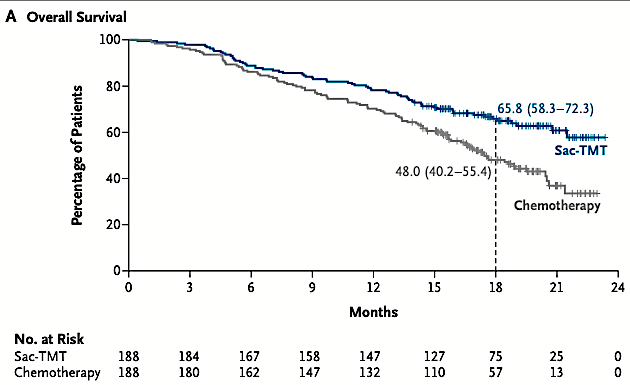 A Overall Survival
100
80
60
40
20
0
Percentage of Patients
65.8 (58.3–72.3)
Sac-TMT
48.0 (40.2–55.4)
Chemotherapy
0 3 6 9 12 15 18 21 24
Months
No. at Risk
Sac-TMT 188 184 167 158 147 127 75 25 0
Chemotherapy 188 180 162 147 132 110 57 13 0